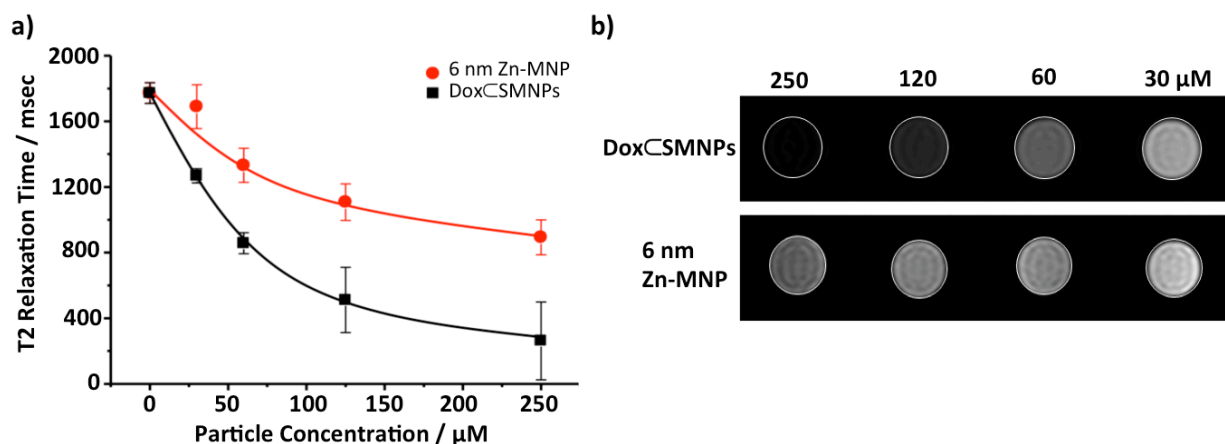 a)
2000
1600
1200
800
400
0
T2 Relaxation Time / msec
6 nm Zn-MNP
Dox⊂SMNPs
0 50 100 150 200 250
Particle Concentration / μM
b)
250 120 60 30 μM
Dox⊂SMNPs
6 nm
Zn-MNP